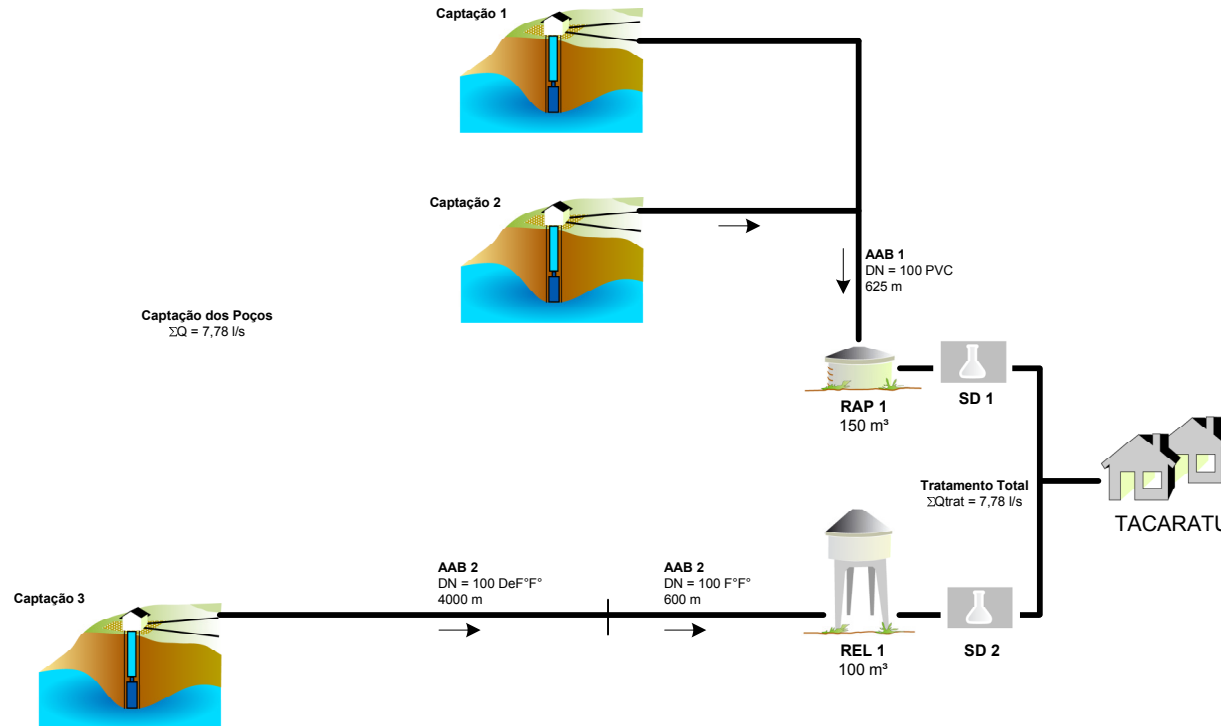 Captação 1
Captação 2
AAB 1
DN = 100 PVC
625 m
Captação dos Poços
ΣQ = 7,78 l/s
RAP 1
150 m³
SD 1
Tratamento Total
ΣQtrat = 7,78 l/s
TACARATU
Captação 3
AAB 2
DN = 100 DeF°F°
4000 m
AAB 2
DN = 100 F°F°
600 m
REL 1
100 m³
SD 2